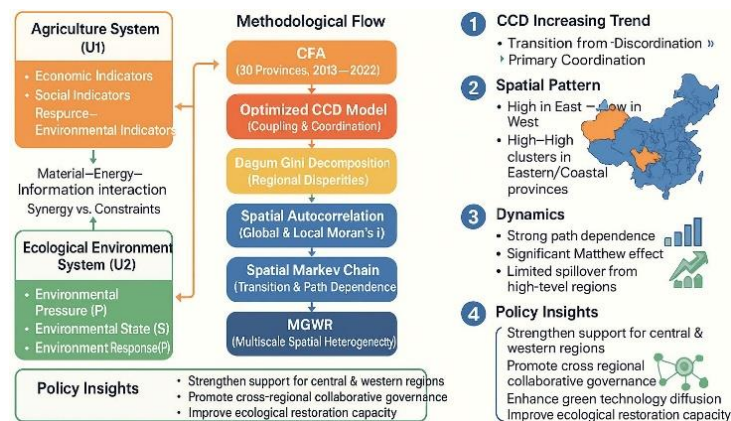 Agriculture System
(U1)
• Economic Indicators
• Social Indicators
Respurce—
Environmental Indicators
Material—Energy—
Information interaction
Synergy vs. Constraints
Ecological Environment
System (U2)
• Environmental
Pressure (P)
• Environmental State (S)
• Environment Response(P)
Methodological Flow
CFA
(30 Provinces, 2013—2022)
Optimized CCD Model
(Coupling & Coordination)
Dagum Gini Decomposition
(Regional Disperities)
Spatial Autocorrelation
(Global & Local Moran's i)
Spatial Markev Chain
(Transition & Path Dependence
MGWR
(Multiscale Spatial Heterogenecty)
Policy Insights
• Strengthen support for central & western regions
• Promote cross-regional collaborative governance
• Improve ecological restoration capacity
1 CCD Increasing Trend
• Transition from -Discordination »
Primary Coordination
2 Spatial Pattern
• High in East — Low in
West
• High–High
clusters in
Eastern/Coastal
provinces
3 Dynamics
• Strong path dependence
• Significant Matthew effect
• Limited spillover from
high-tevel regions
4 Policy Insights
Strengthen support for central &
western regions
Promote cross regional
collaborative governance
Enhance green technology diffusion
Improve ecological restoration capacity